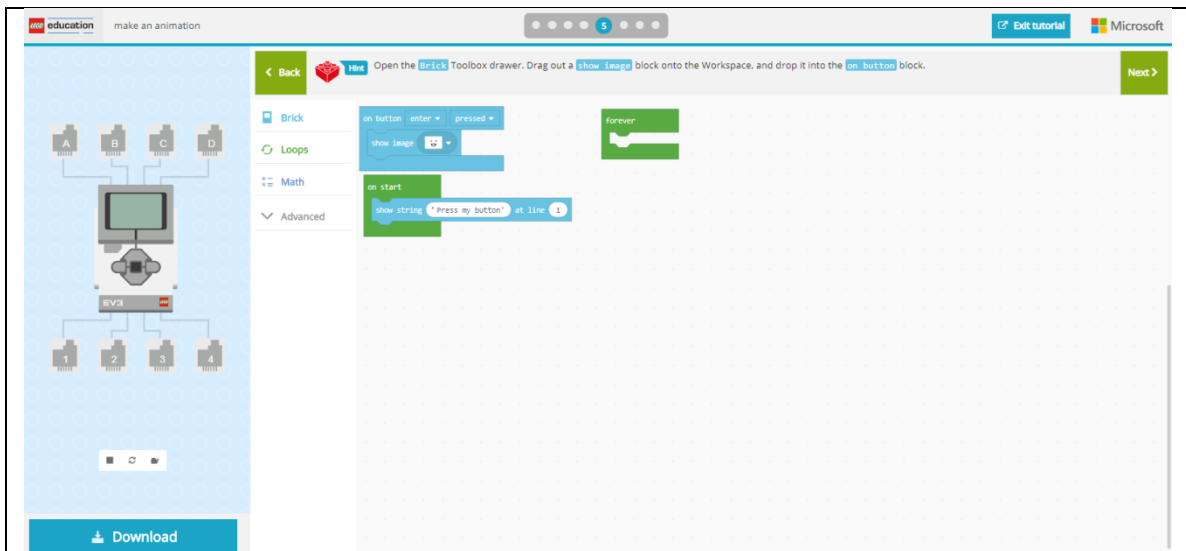 LEGO education make an animation 5 Exit tutorial Microsoft
Back Hint Open the Brick Toolbox drawer. Drag out a show image block onto the Workspace, and drop it into the on button block. Next
Brick
Loops
Math
Advanced
on button enter pressed
show image
on start
show string "Press my button" at line 1
forever
A B C D
EV3
1 2 3 4
Download